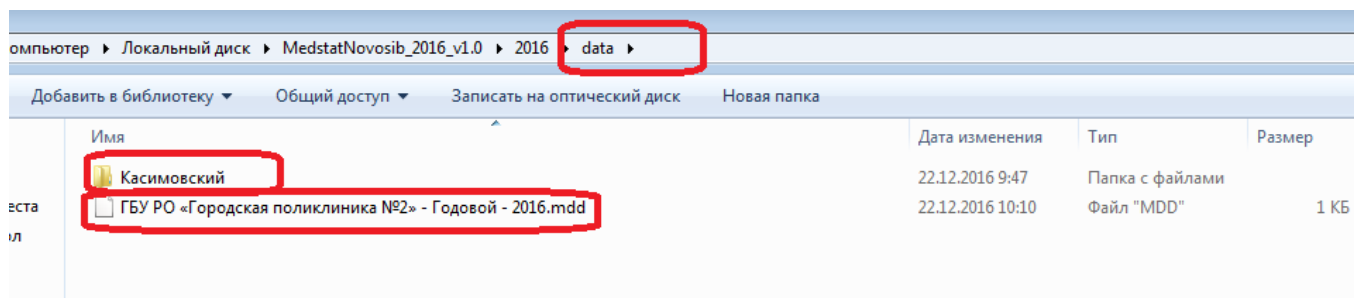 омпьютер ▸ Локальный диск ▸ MedstatNovosib_2016_v1.0 ▸ 2016 ▸ data ▸
Добавить в библиотеку ▼ Общий доступ ▼ Записать на оптический диск Новая папка
Имя Дата изменения Тип Размер
Касимовский 22.12.2016 9:47 Папка с файлами
еста ГБУ РО «Городская поликлиника №2» - Годовой - 2016.mdd 22.12.2016 10:10 Файл "MDD" 1 КБ
ол